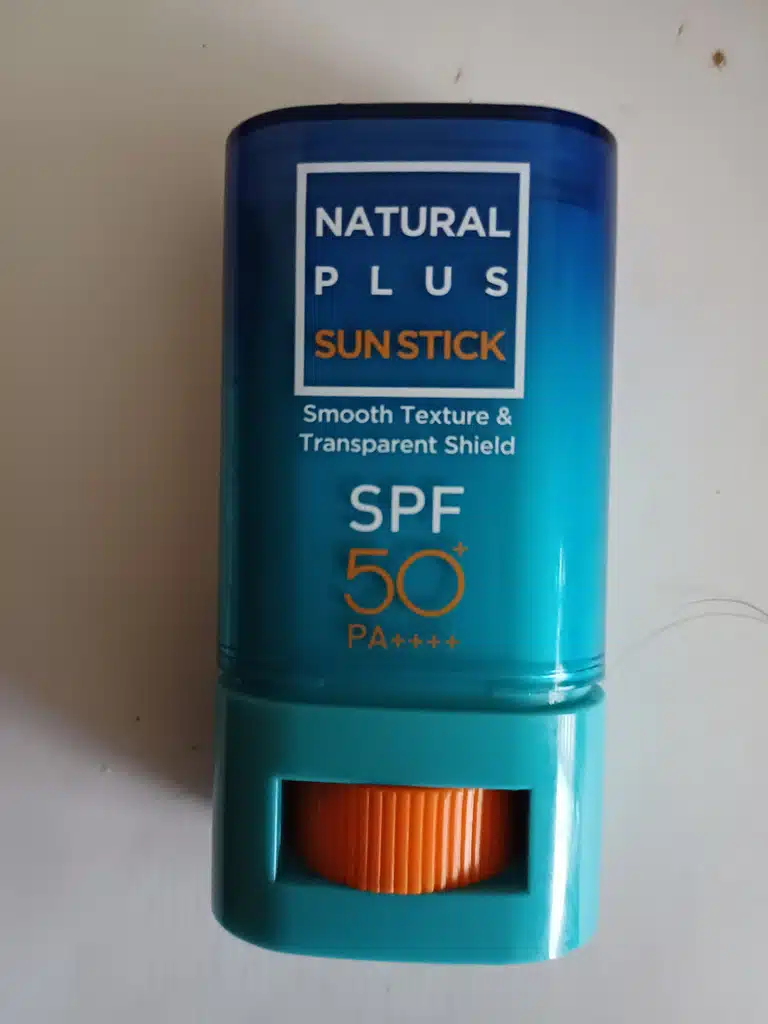 NATURAL
PLUS
SUN STICK
Smooth Texture &
Transparent Shield
SPF
50+
PA++++